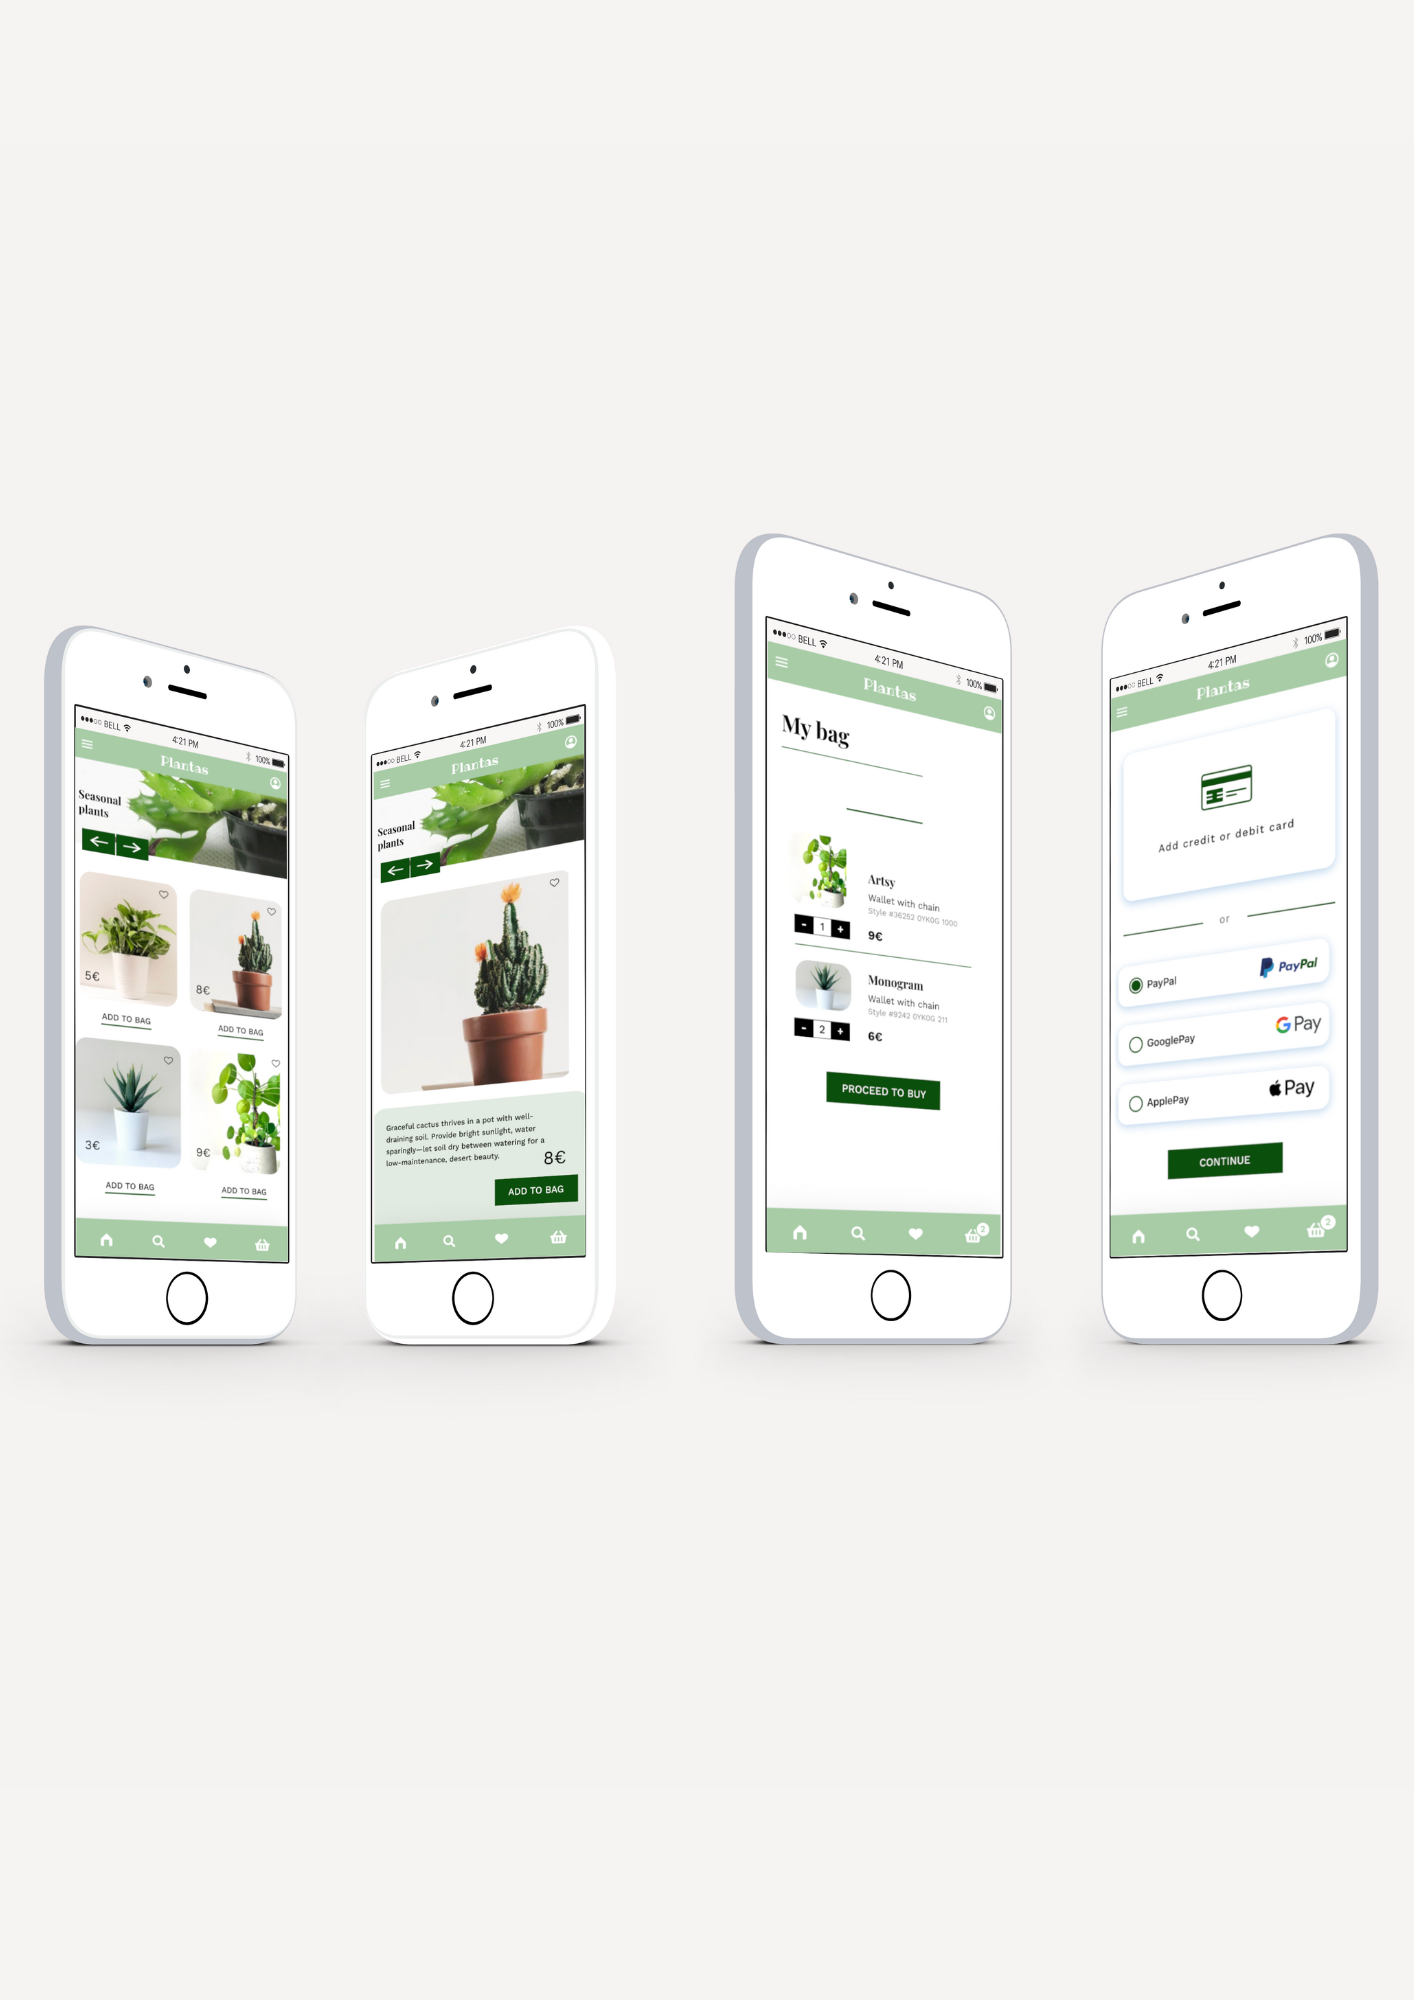 BELL
4:21 PM
100%
Plantas
Seasonal
plants
5€
8€
ADD TO BAG
ADD TO BAG
3€
9€
ADD TO BAG
ADD TO BAG
BELL
4:21 PM
100%
Plantas
Seasonal
plants
Graceful cactus thrives in a pot with well-
draining soil. Provide bright sunlight, water
sparingly—let soil dry between watering for a
low-maintenance, desert beauty.
8€
ADD TO BAG
BELL
4:21 PM
100%
Plantas
My bag
Artsy
Wallet with chain
Style #36252 0YK0G 1000
- 1 +
9€
Monogram
Wallet with chain
Style #9242 0YK0G 211
- 2 +
6€
PROCEED TO BUY
2
BELL
4:21 PM
100%
Plantas
Add credit or debit card
or
PayPal
PayPal
GooglePay
G Pay
ApplePay
Pay
CONTINUE
2